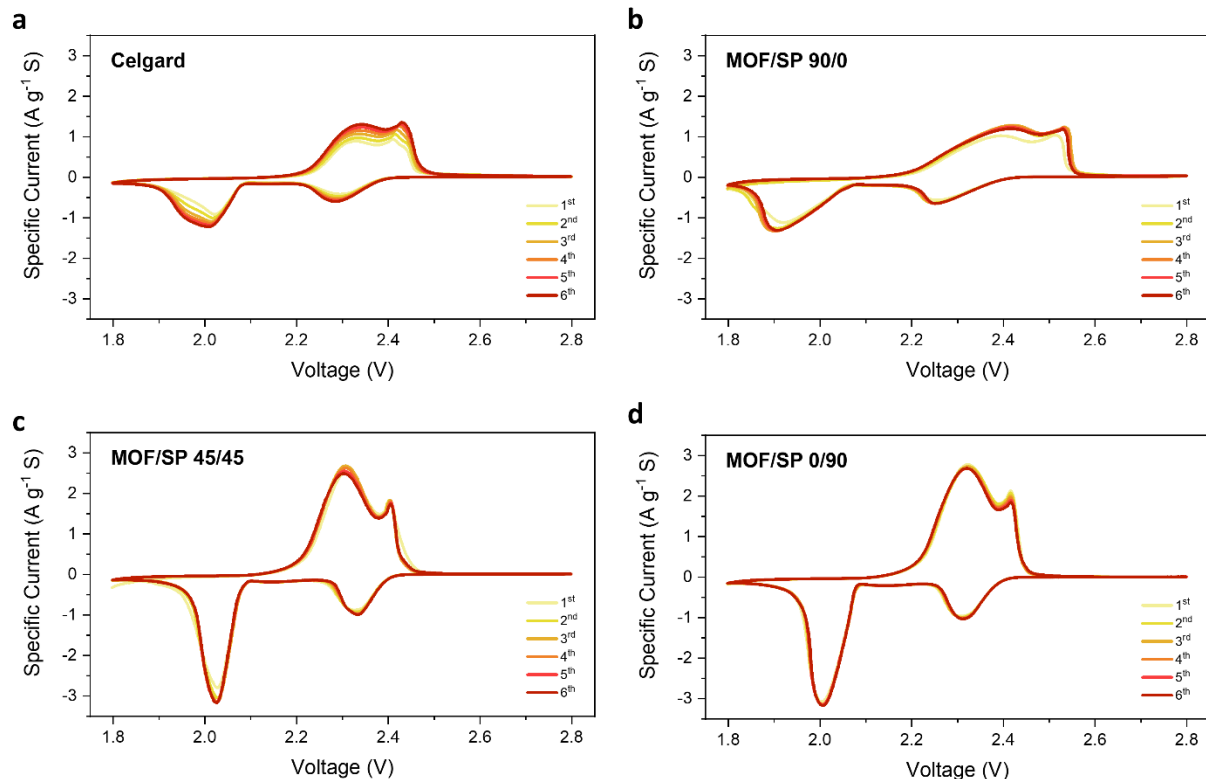 a
Celgard
Specific Current (A g⁻¹ S)
3
2
1
0
-1
-2
-3
1.8 2.0 2.2 2.4 2.6 2.8
Voltage (V)
1st
2nd
3rd
4th
5th
6th
b
MOF/SP 90/0
Specific Current (A g⁻¹ S)
3
2
1
0
-1
-2
-3
1.8 2.0 2.2 2.4 2.6 2.8
Voltage (V)
1st
2nd
3rd
4th
5th
6th
c
MOF/SP 45/45
Specific Current (A g⁻¹ S)
3
2
1
0
-1
-2
-3
1.8 2.0 2.2 2.4 2.6 2.8
Voltage (V)
1st
2nd
3rd
4th
5th
6th
d
MOF/SP 0/90
Specific Current (A g⁻¹ S)
3
2
1
0
-1
-2
-3
1.8 2.0 2.2 2.4 2.6 2.8
Voltage (V)
1st
2nd
3rd
4th
5th
6th